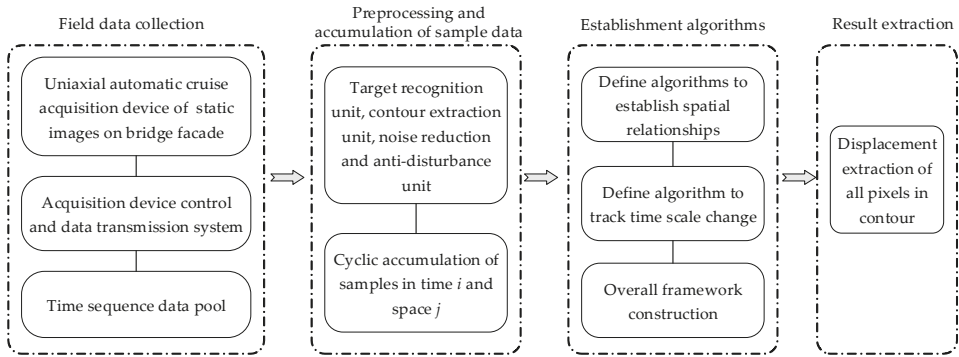 Field data collection
Uniaxial automatic cruise
acquisition device of static
images on bridge facade
Acquisition device control
and data transmission system
Time sequence data pool
Preprocessing and
accumulation of sample data
Target recognition
unit, contour extraction
unit, noise reduction
and anti-disturbance
unit
Cyclic accumulation of
samples in time i and
space j
Establishment algorithms
Define algorithms to
establish spatial
relationships
Define algorithm to
track time scale change
Overall framework
construction
Result extraction
Displacement
extraction of
all pixels in
contour